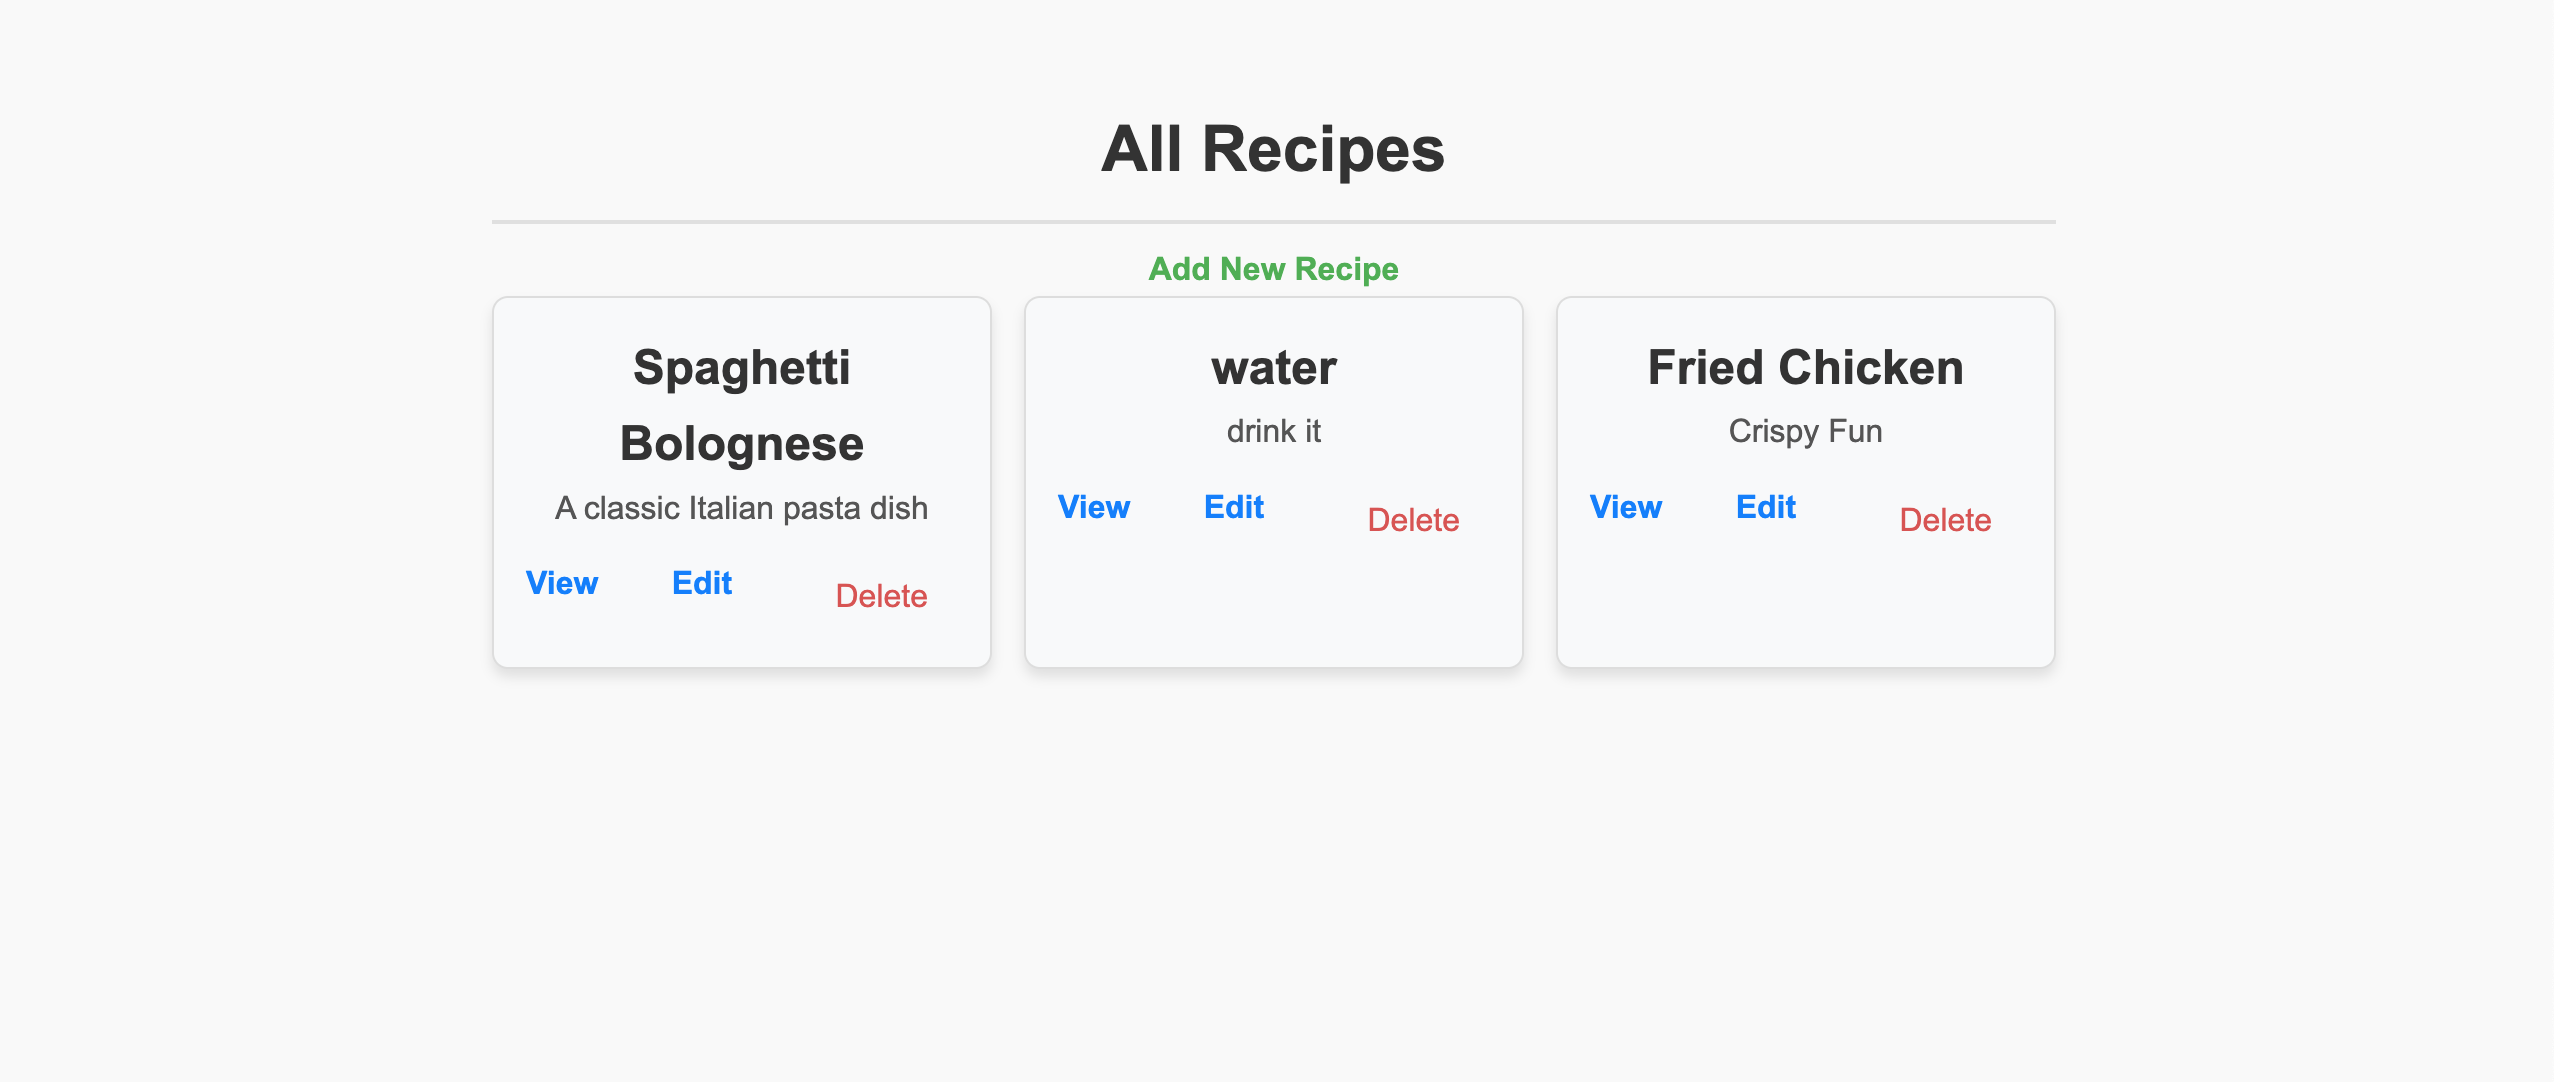 All Recipes
Add New Recipe
Spaghetti
Bolognese
A classic Italian pasta dish
View Edit Delete
water
drink it
View Edit Delete
Fried Chicken
Crispy Fun
View Edit Delete